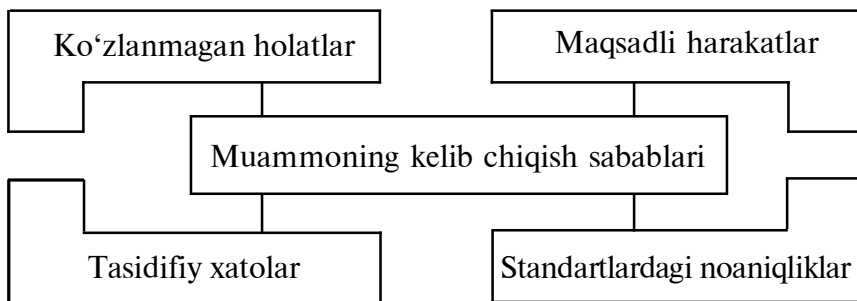 Ko‘zlanmagan holatlar
Maqsadli harakatlar
Muammoning kelib chiqish sabablari
Tasidifiy xatolar
Standartlardagi noaniqliklar